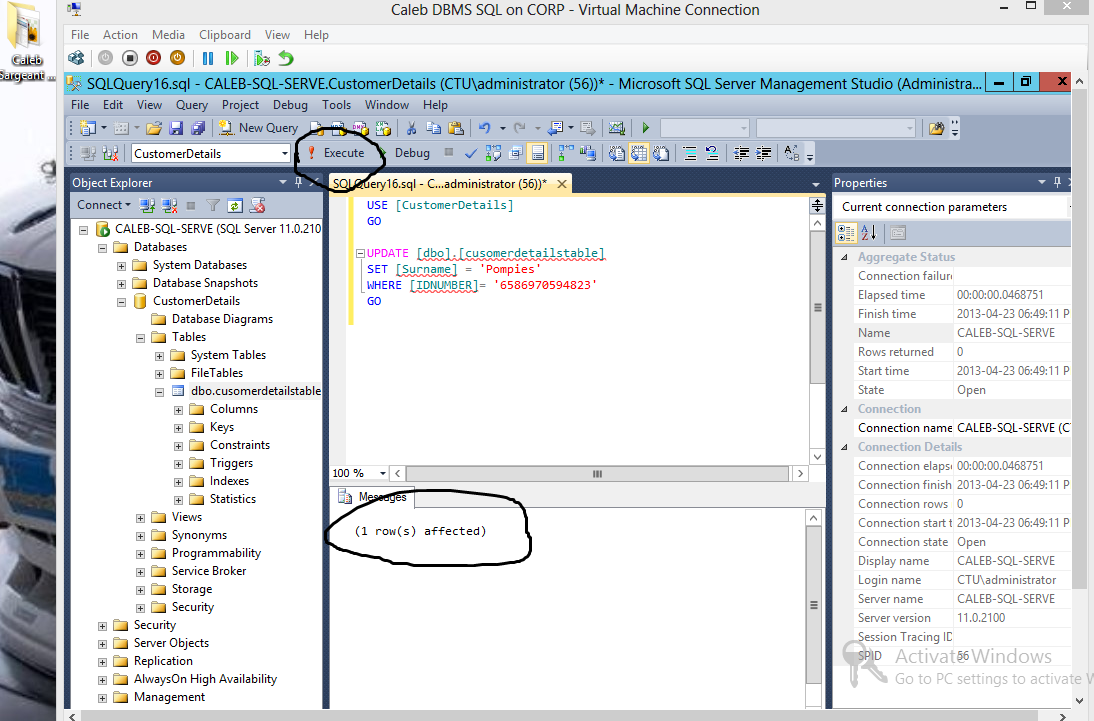 Caleb DBMS SQL on CORP - Virtual Machine Connection
Caleb
Sargeant ...
File Action Media Clipboard View Help
SQLQuery16.sql - CALEB-SQL-SERVE.CustomerDetails (CTU\administrator (56))* - Microsoft SQL Server Management Studio (Administra...
File Edit View Query Project Debug Tools Window Help
New Query
CustomerDetails
Execute
Debug
Object Explorer
Connect
CALEB-SQL-SERVE (SQL Server 11.0.210
Databases
System Databases
Database Snapshots
CustomerDetails
Database Diagrams
Tables
System Tables
FileTables
dbo.cusomerdetailstable
Columns
Keys
Constraints
Triggers
Indexes
Statistics
Views
Synonyms
Programmability
Service Broker
Storage
Security
Security
Server Objects
Replication
AlwaysOn High Availability
Management
SQLQuery16.sql - C...administrator (56))*
USE [CustomerDetails]
GO
UPDATE [dbo].[cusomerdetailstable]
SET [Surname] = 'Pompies'
WHERE [IDNUMBER]= '6586970594823'
GO
100 %
Messages
(1 row(s) affected)
Properties
Current connection parameters
Aggregate Status
Connection failure
Elapsed time 00:00:00.0468751
Finish time 2013-04-23 06:49:11 P
Name CALEB-SQL-SERVE
Rows returned 0
Start time 2013-04-23 06:49:11 P
State Open
Connection
Connection name CALEB-SQL-SERVE (CT
Connection Details
Connection elapse 00:00:00.0468751
Connection finish 2013-04-23 06:49:11 P
Connection rows 0
Connection start t 2013-04-23 06:49:11 P
Connection state Open
Display name CALEB-SQL-SERVE
Login name CTU\administrator
Server name CALEB-SQL-SERVE
Server version 11.0.2100
Session Tracing ID
SPID 56
Activate Windows
Go to PC settings to activate W